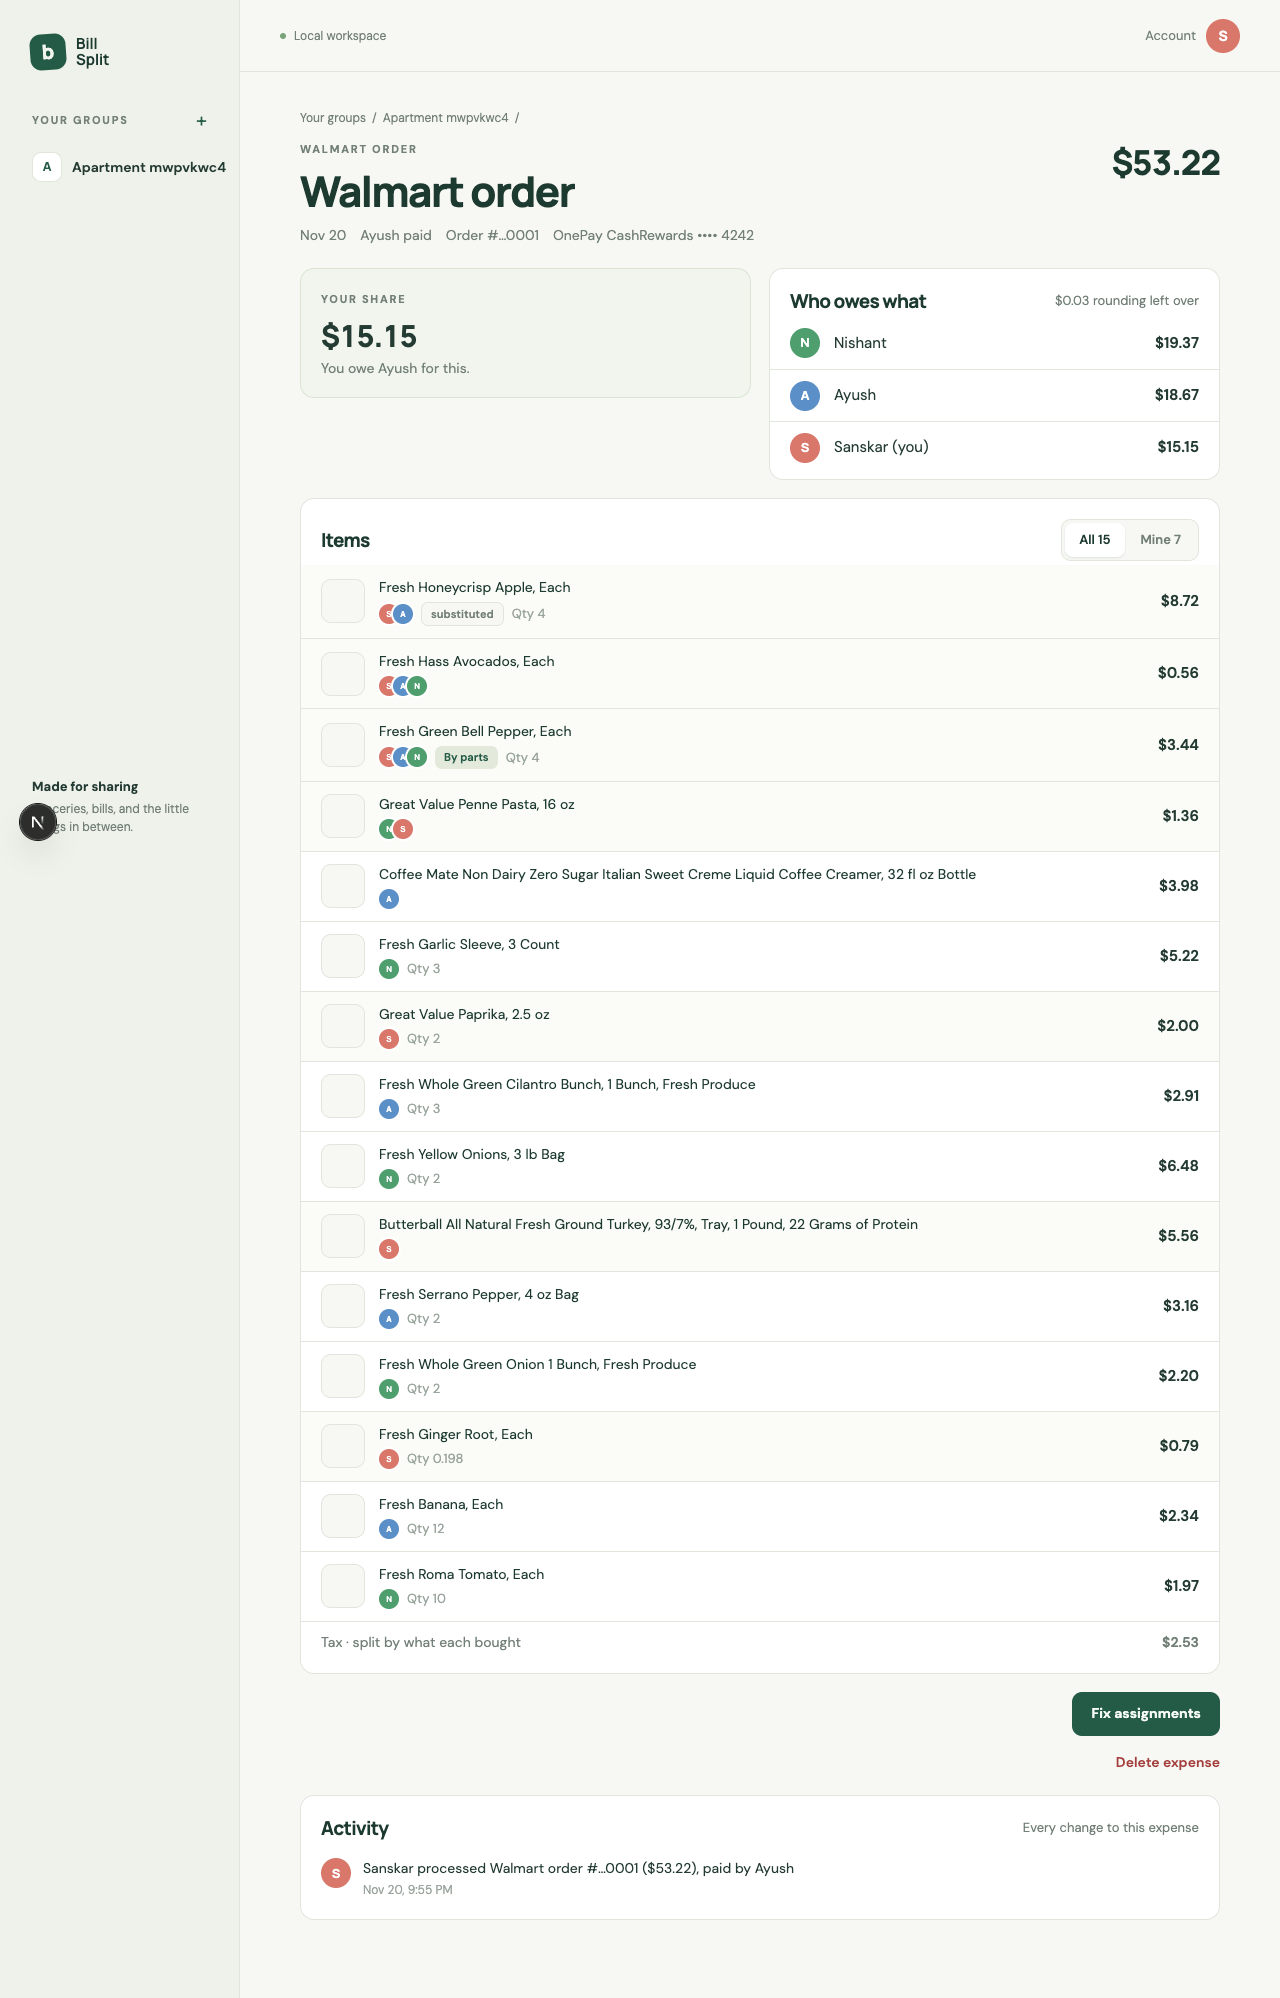 b
Bill
Split
YOUR GROUPS +
A Apartment mwpvkwc4
Made for sharing
ceries, bills, and the little
gs in between.
N
Local workspace
Account S
Your groups / Apartment mwpvkwc4 /
WALMART ORDER
Walmart order
$53.22
Nov 20 Ayush paid Order #…0001 OnePay CashRewards •••• 4242
YOUR SHARE
$15.15
You owe Ayush for this.
Who owes what $0.03 rounding left over
N Nishant $19.37
A Ayush $18.67
S Sanskar (you) $15.15
Items All 15 Mine 7
Fresh Honeycrisp Apple, Each
S A substituted Qty 4 $8.72
Fresh Hass Avocados, Each
S A N $0.56
Fresh Green Bell Pepper, Each
S A N By parts Qty 4 $3.44
Great Value Penne Pasta, 16 oz
N S $1.36
Coffee Mate Non Dairy Zero Sugar Italian Sweet Creme Liquid Coffee Creamer, 32 fl oz Bottle
A $3.98
Fresh Garlic Sleeve, 3 Count
N Qty 3 $5.22
Great Value Paprika, 2.5 oz
S Qty 2 $2.00
Fresh Whole Green Cilantro Bunch, 1 Bunch, Fresh Produce
A Qty 3 $2.91
Fresh Yellow Onions, 3 lb Bag
N Qty 2 $6.48
Butterball All Natural Fresh Ground Turkey, 93/7%, Tray, 1 Pound, 22 Grams of Protein
S $5.56
Fresh Serrano Pepper, 4 oz Bag
A Qty 2 $3.16
Fresh Whole Green Onion 1 Bunch, Fresh Produce
N Qty 2 $2.20
Fresh Ginger Root, Each
S Qty 0.198 $0.79
Fresh Banana, Each
A Qty 12 $2.34
Fresh Roma Tomato, Each
N Qty 10 $1.97
Tax · split by what each bought $2.53
Fix assignments
Delete expense
Activity Every change to this expense
S Sanskar processed Walmart order #…0001 ($53.22), paid by Ayush
Nov 20, 9:55 PM